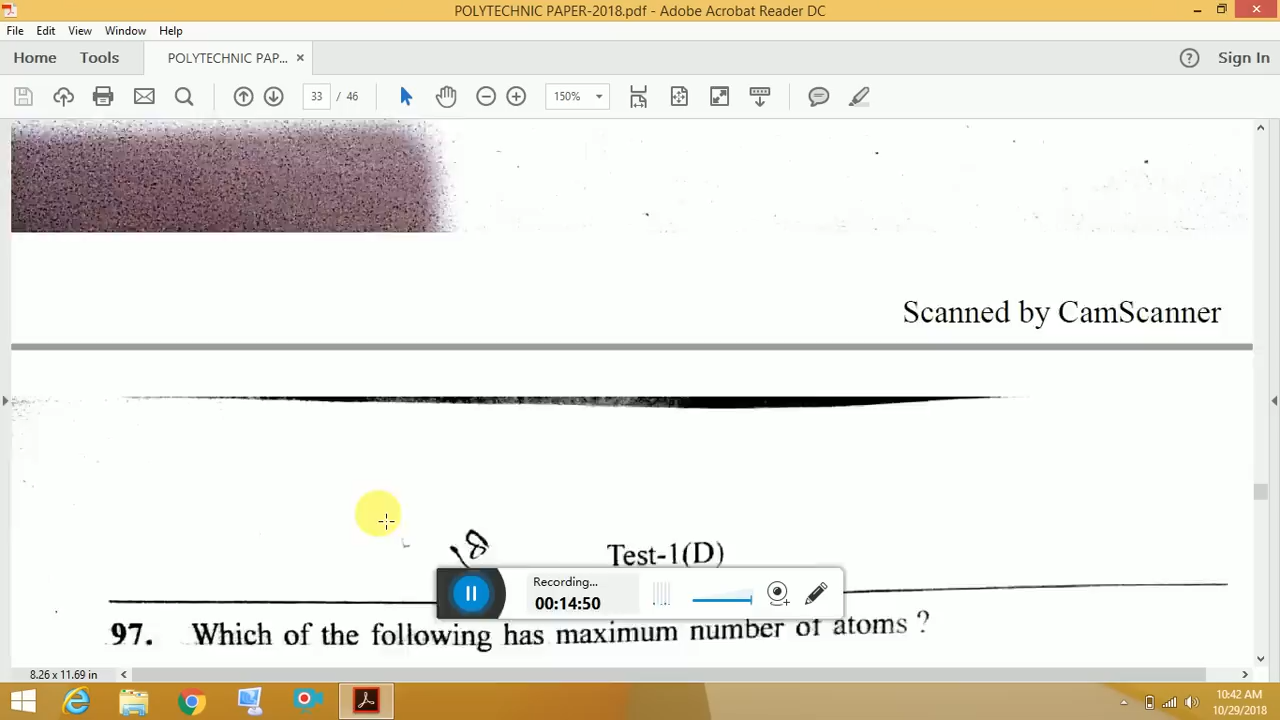 POLYTECHNIC PAPER-2018.pdf - Adobe Acrobat Reader DC
File Edit View Window Help
Home Tools POLYTECHNIC PAP... × ? Sign In
33 / 46 150%
Scanned by CamScanner
18
Test-1(D)
Recording...
00:14:50
97. Which of the following has maximum number of atoms ?
8.26 x 11.69 in
10:42 AM
10/29/2018